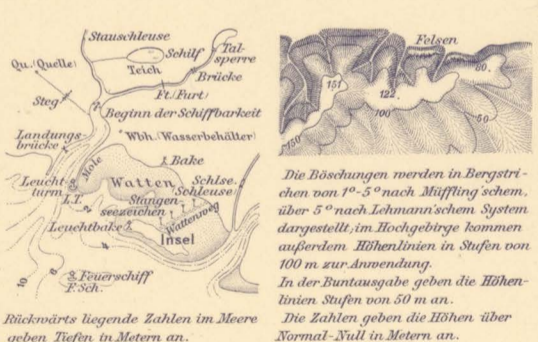 Stauschleuse
Schilf
Tal-
sperre
Teich
Brücke
Qu. (Quelle)
Ft. (Furt)
Steg
Beginn der Schiffbarkeit
Landungs-
brücke
Wbh. (Wasserbehälter)
Mole
Bake
Leucht-
turm
L.T.
Watten
Schlse.
Schleuse
Stangen-
seezeichen
Wattenweg
2
Leuchtbake
4
Insel
10
8
Feuerschiff
F. Sch.
Rückwärts liegende Zahlen im Meere
geben Tiefen in Metern an.
Felsen
151
122
100
80
50
150
Die Böschungen werden in Bergstri-
chen von 1°-5° nach Müffling'schem,
über 5° nach Lehmann'schem System
dargestellt; im Hochgebirge kommen
außerdem Höhenlinien in Stufen von
100 m zur Anwendung.
In der Buntausgabe geben die Höhen-
linien Stufen von 50 m an.
Die Zahlen geben die Höhen über
Normal-Null in Metern an.